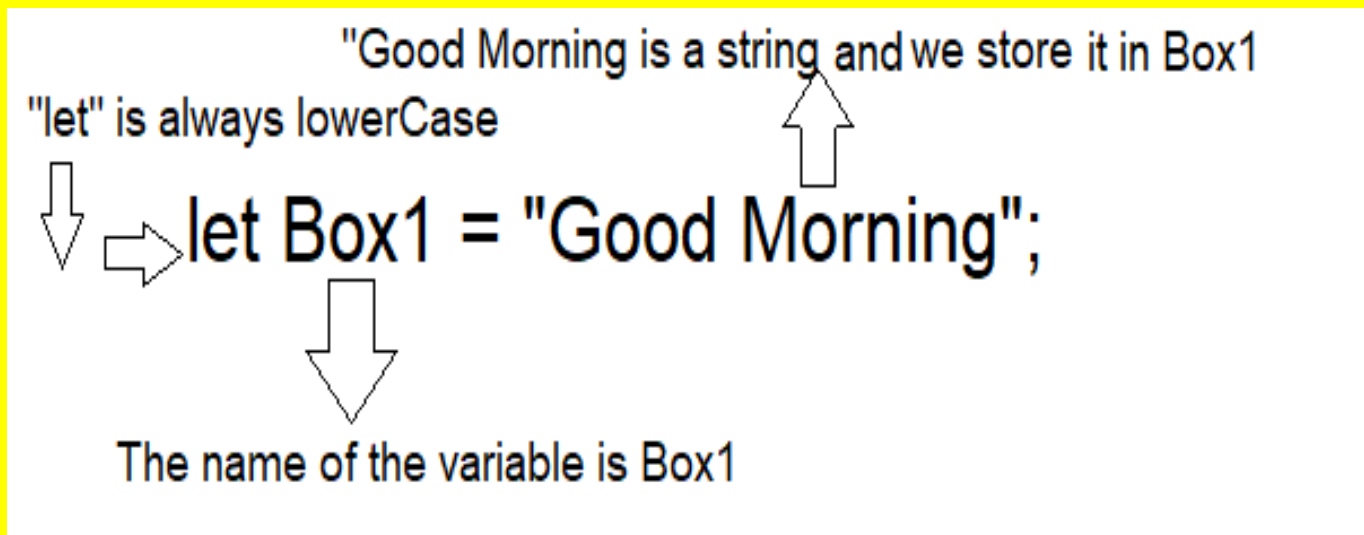 "Good Morning is a string and we store it in Box1
"let" is always lowerCase
let Box1 = "Good Morning";
The name of the variable is Box1